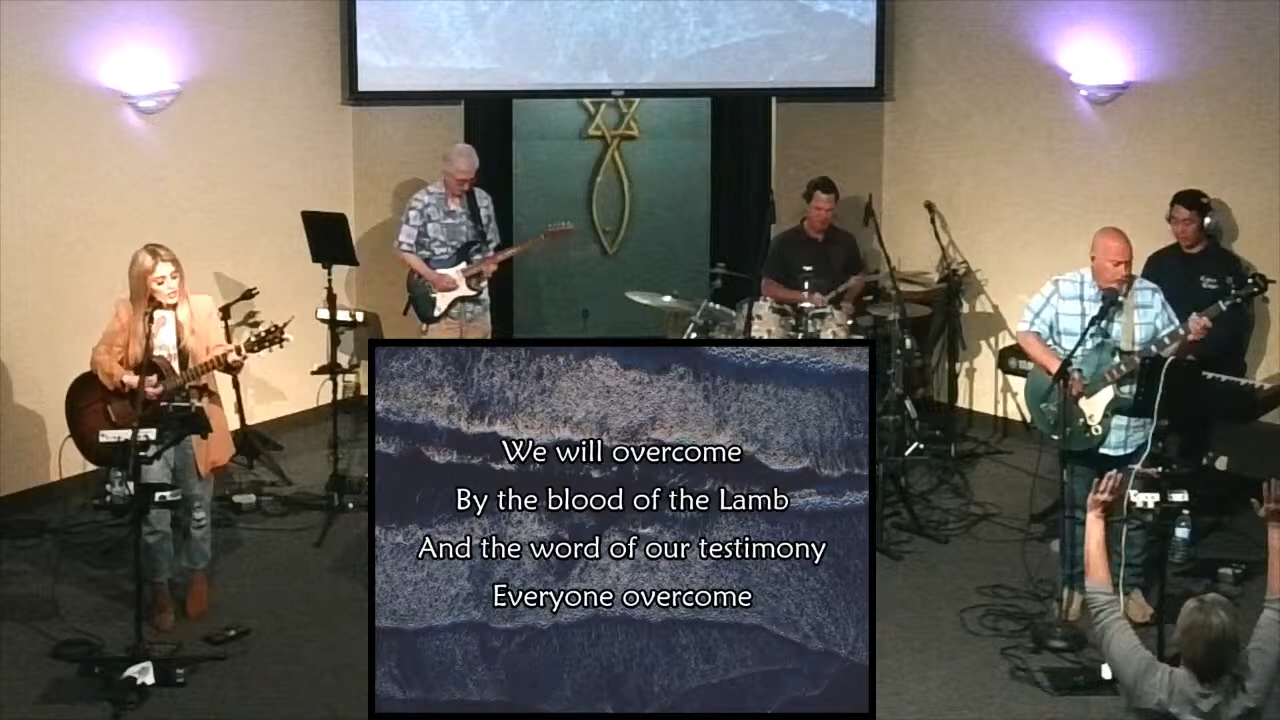 We will overcome
By the blood of the Lamb
And the word of our testimony
Everyone overcome